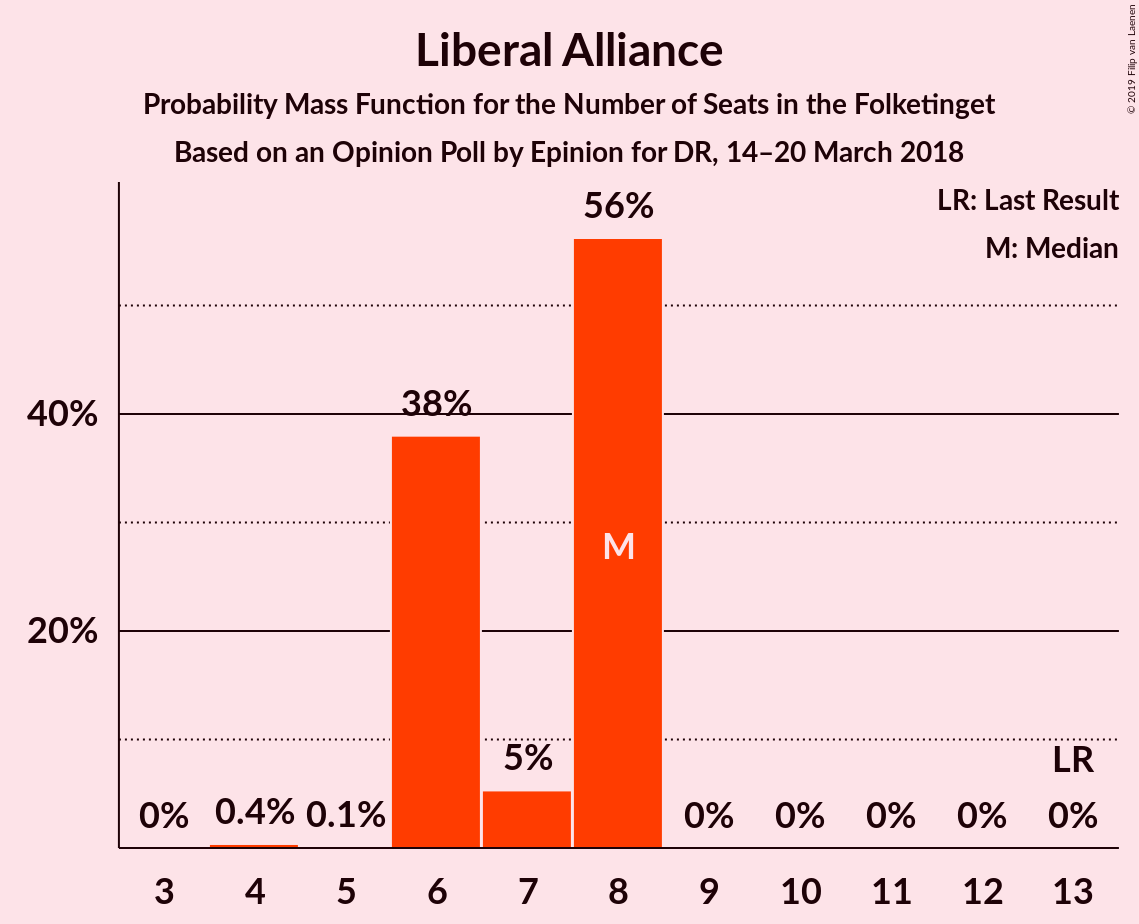 Liberal Alliance
Probability Mass Function for the Number of Seats in the Folketinget
Based on an Opinion Poll by Epinion for DR, 14–20 March 2018
© 2019 Filip van Laenen
LR: Last Result
M: Median
56%
40%
38%
M
20%
5%
LR
0% 0.4% 0.1% 0% 0% 0% 0% 0%
3 4 5 6 7 8 9 10 11 12 13